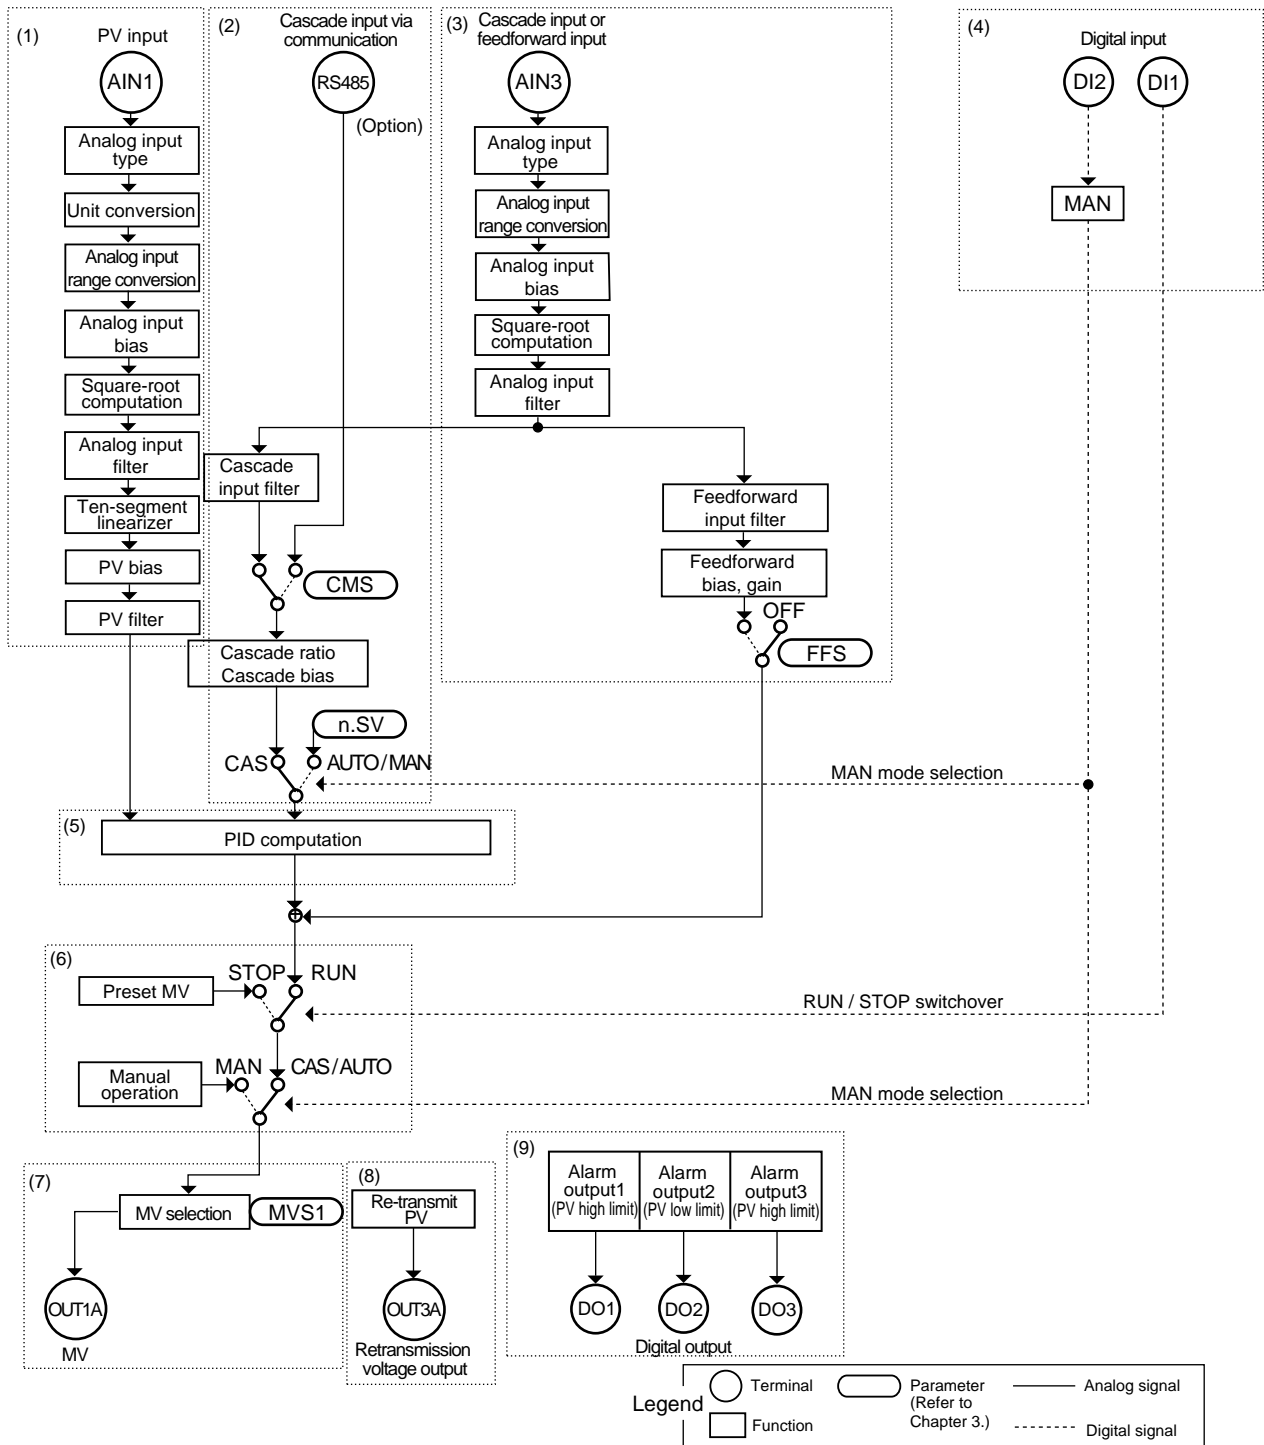 (1)
PV input
AIN1
Analog input
type
Unit conversion
Analog input
range conversion
Analog input
bias
Square-root
computation
Analog input
filter
Ten-segment
linearizer
PV bias
PV filter
(2)
Cascade input via
communication
RS485
(Option)
Cascade
input filter
CMS
Cascade ratio
Cascade bias
n.SV
CAS
AUTO/MAN
(3)
Cascade input or
feedforward input
AIN3
Analog input
type
Analog input
range conversion
Analog input
bias
Square-root
computation
Analog input
filter
Feedforward
input filter
Feedforward
bias, gain
OFF
FFS
(4)
Digital input
DI2
DI1
MAN
MAN mode selection
(5)
PID computation
(6)
STOP
RUN
Preset MV
RUN / STOP switchover
MAN
CAS/AUTO
Manual
operation
MAN mode selection
(7)
MV selection
MVS1
OUT1A
MV
(8)
Re-transmit
PV
OUT3A
Retransmission
voltage output
(9)
Alarm
output1
(PV high limit)
Alarm
output2
(PV low limit)
Alarm
output3
(PV high limit)
DO1
DO2
DO3
Digital output
Legend
Terminal
Function
Parameter
(Refer to
Chapter 3.)
Analog signal
Digital signal